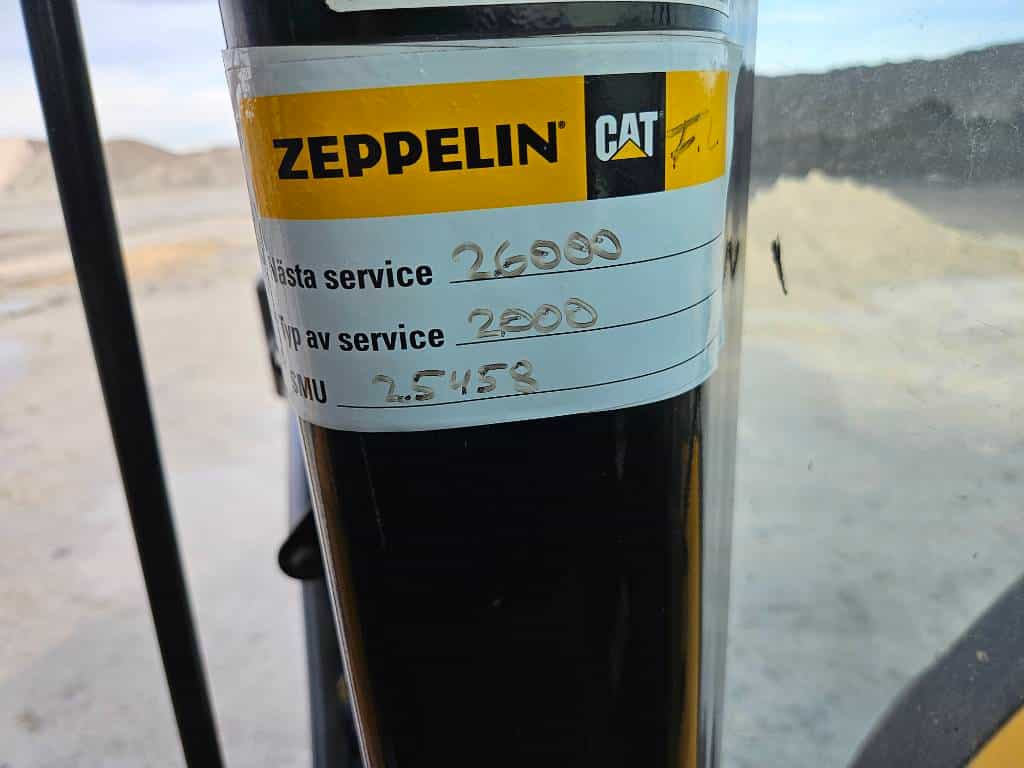 ZEPPELIN® CAT
Nästa service 26000
Typ av service 2000
SMU 25458